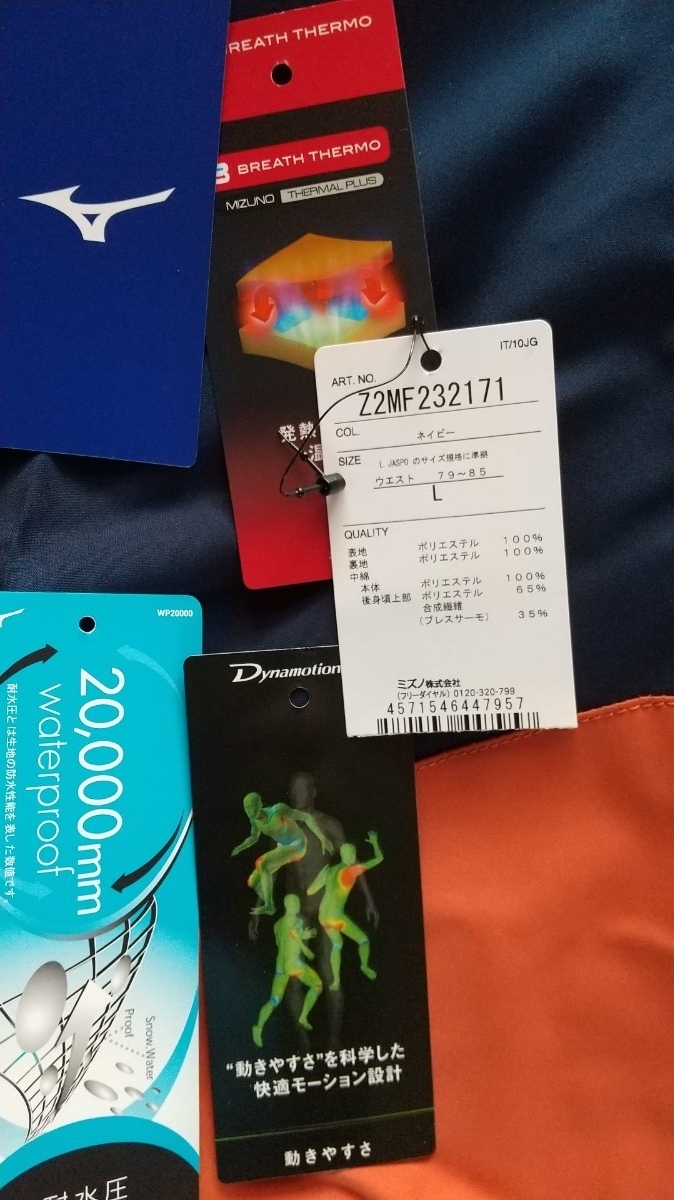 BREATH THERMO
BREATH THERMO
MIZUNO THERMAL PLUS
発熱
温
IT/10JG
ART. NO.
Z2MF232171
COL.
ネイビー
SIZE
L JASPO のサイズ規格に準拠
ウエスト 79~85
L
QUALITY
表地 ポリエステル 100%
裏地 ポリエステル 100%
中綿
本体 ポリエステル 100%
後身頃上部 ポリエステル 65%
合成繊維
(ブレスサーモ) 35%
ミズノ株式会社
(フリーダイヤル) 0120-320-799
4571546447957
WP20000
20,000mm
waterproof
耐水圧とは生地の防水性能を表した数値です。
Snow,Water
Proof
耐水圧
Dynamotion
“動きやすさ”を科学した
快適モーション設計
動きやすさ